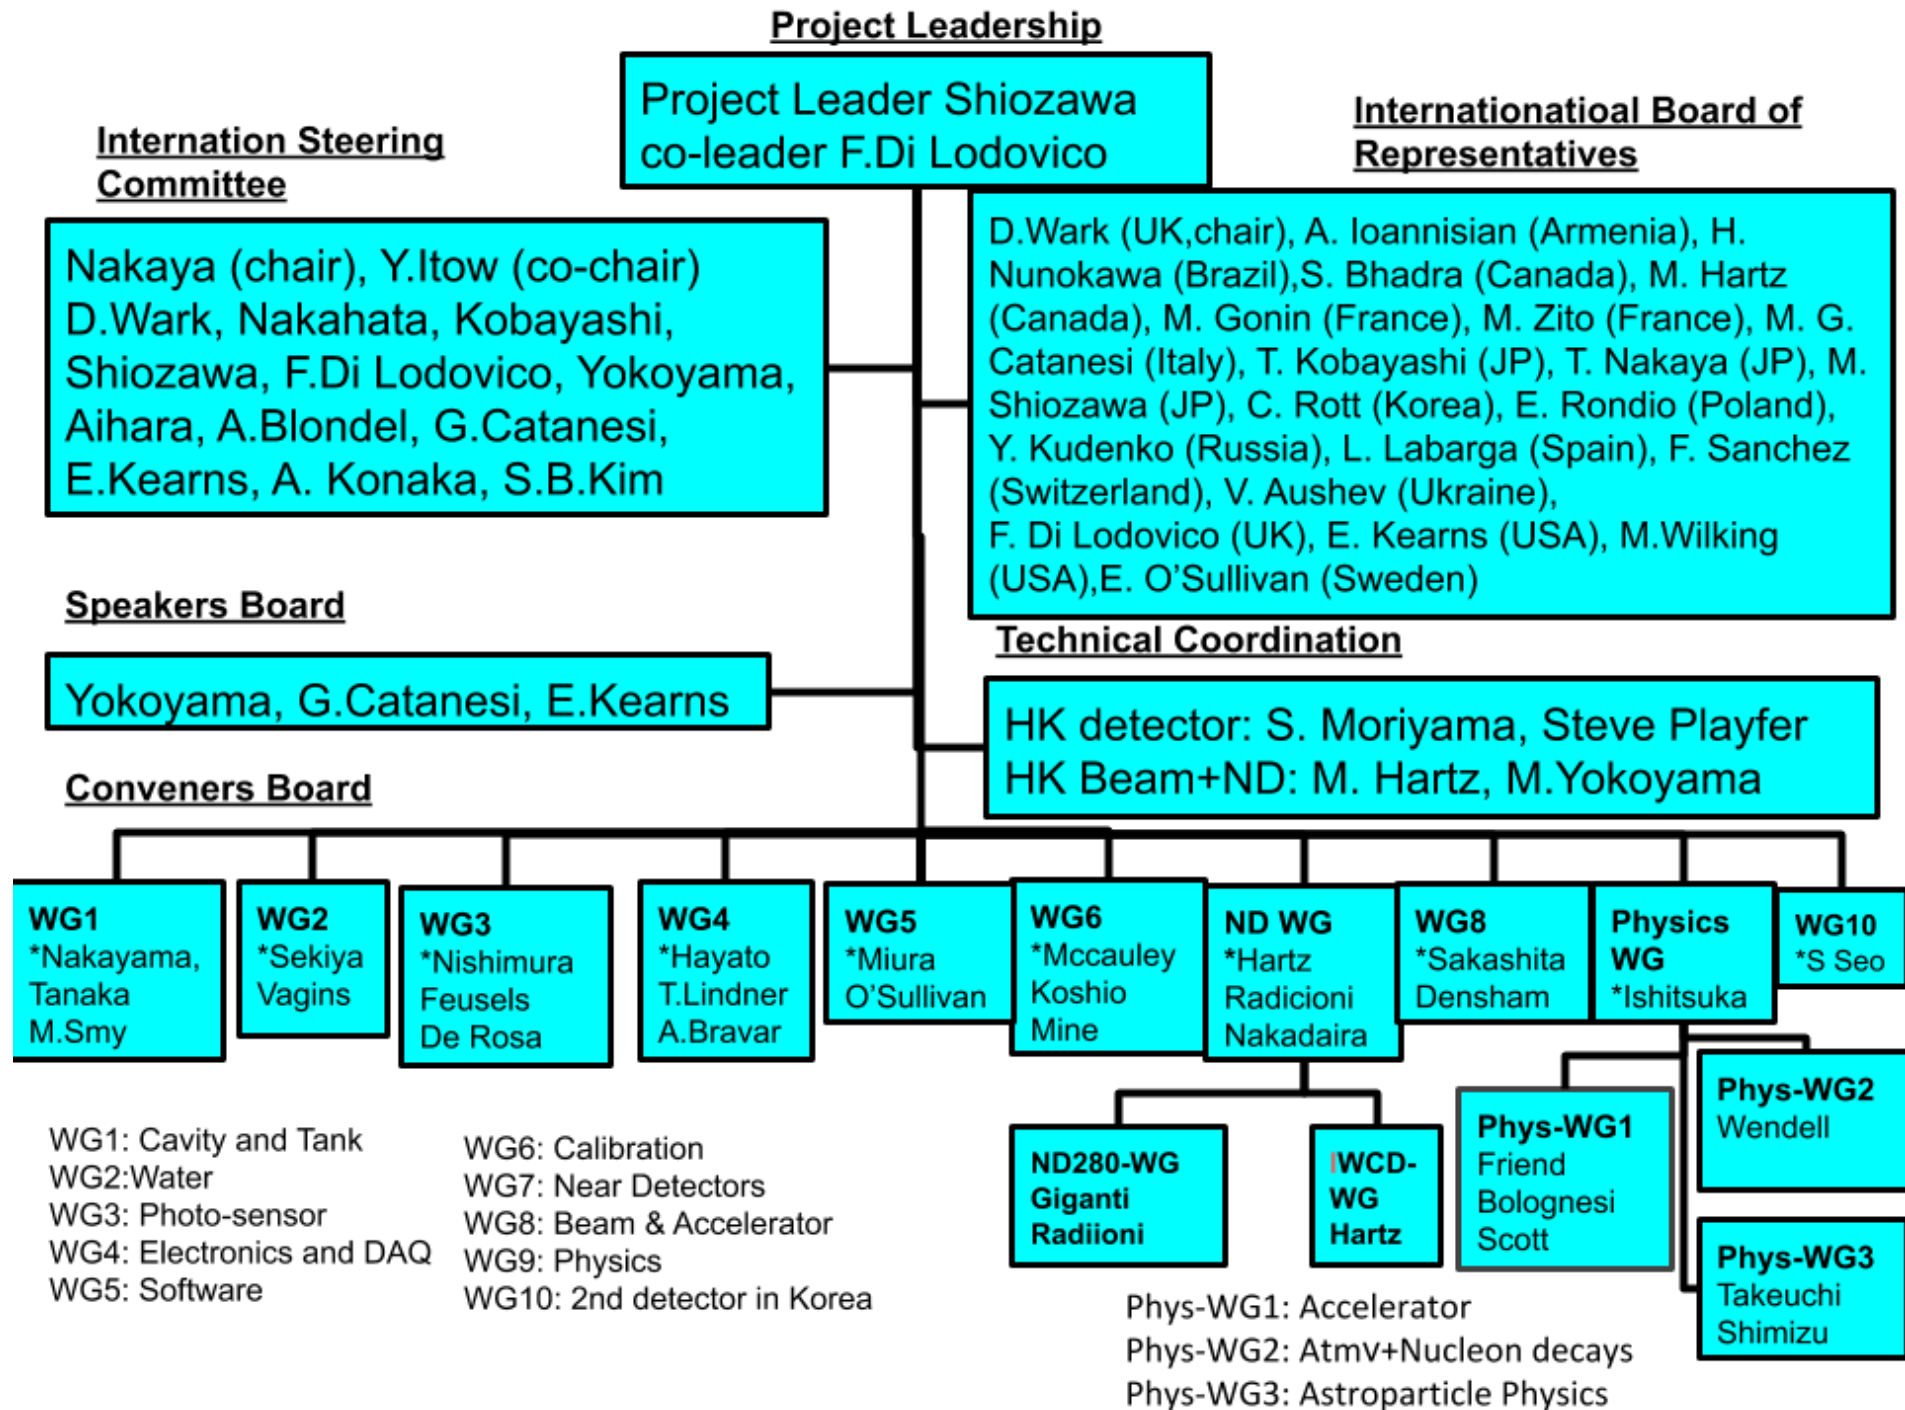 Project Leadership
Project Leader Shiozawa
co-leader F.Di Lodovico
Internation Steering
Committee
Nakaya (chair), Y.Itow (co-chair)
D.Wark, Nakahata, Kobayashi,
Shiozawa, F.Di Lodovico, Yokoyama,
Aihara, A.Blondel, G.Catanesi,
E.Kearns, A. Konaka, S.B.Kim
Internationatioal Board of
Representatives
D.Wark (UK,chair), A. Ioannisian (Armenia), H.
Nunokawa (Brazil),S. Bhadra (Canada), M. Hartz
(Canada), M. Gonin (France), M. Zito (France), M. G.
Catanesi (Italy), T. Kobayashi (JP), T. Nakaya (JP), M.
Shiozawa (JP), C. Rott (Korea), E. Rondio (Poland),
Y. Kudenko (Russia), L. Labarga (Spain), F. Sanchez
(Switzerland), V. Aushev (Ukraine),
F. Di Lodovico (UK), E. Kearns (USA), M.Wilking
(USA),E. O’Sullivan (Sweden)
Speakers Board
Yokoyama, G.Catanesi, E.Kearns
Technical Coordination
HK detector: S. Moriyama, Steve Playfer
HK Beam+ND: M. Hartz, M.Yokoyama
Conveners Board
WG1
*Nakayama,
Tanaka
M.Smy
WG2
*Sekiya
Vagins
WG3
*Nishimura
Feusels
De Rosa
WG4
*Hayato
T.Lindner
A.Bravar
WG5
*Miura
O’Sullivan
WG6
*Mccauley
Koshio
Mine
ND WG
*Hartz
Radicioni
Nakadaira
WG8
*Sakashita
Densham
Physics
WG
*Ishitsuka
WG10
*S Seo
ND280-WG
Giganti
Radiioni
IWCD-
WG
Hartz
Phys-WG1
Friend
Bolognesi
Scott
Phys-WG2
Wendell
Phys-WG3
Takeuchi
Shimizu
WG1: Cavity and Tank
WG2:Water
WG3: Photo-sensor
WG4: Electronics and DAQ
WG5: Software
WG6: Calibration
WG7: Near Detectors
WG8: Beam & Accelerator
WG9: Physics
WG10: 2nd detector in Korea
Phys-WG1: Accelerator
Phys-WG2: Atmν+Nucleon decays
Phys-WG3: Astroparticle Physics